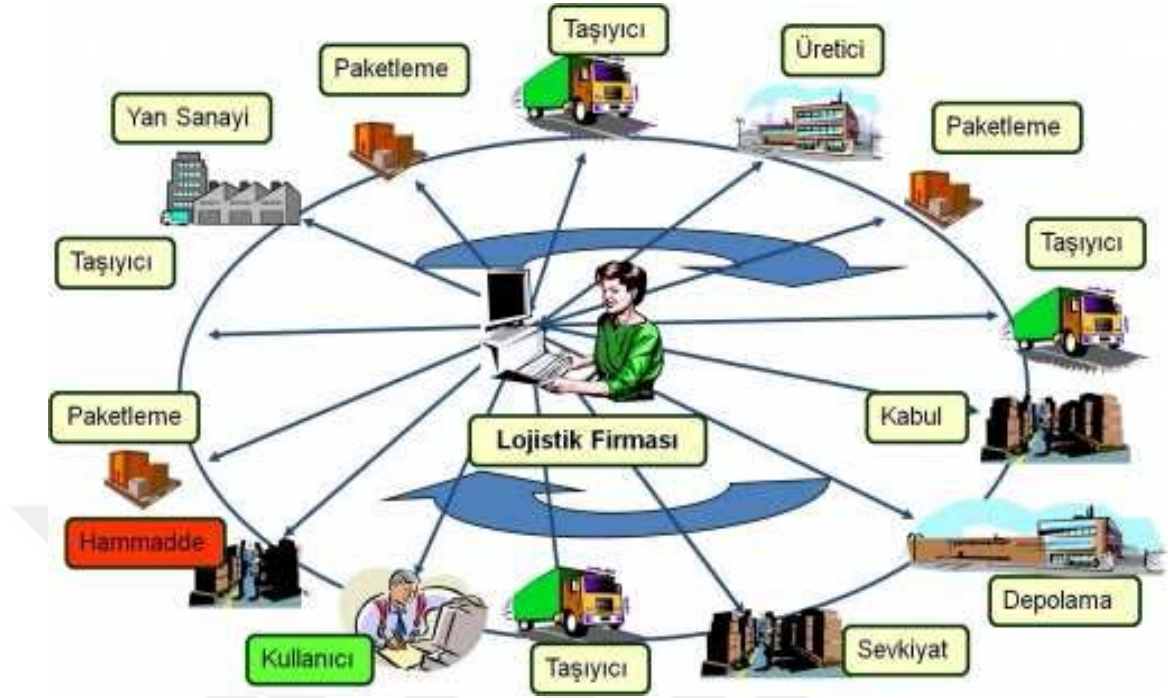 Taşıyıcı
Üretici
Paketleme
Yan Sanayi
Paketleme
Taşıyıcı
Taşıyıcı
Paketleme
Kabul
Lojistik Firması
Hammadde
Depolama
Kullanıcı
Taşıyıcı
Sevkiyat